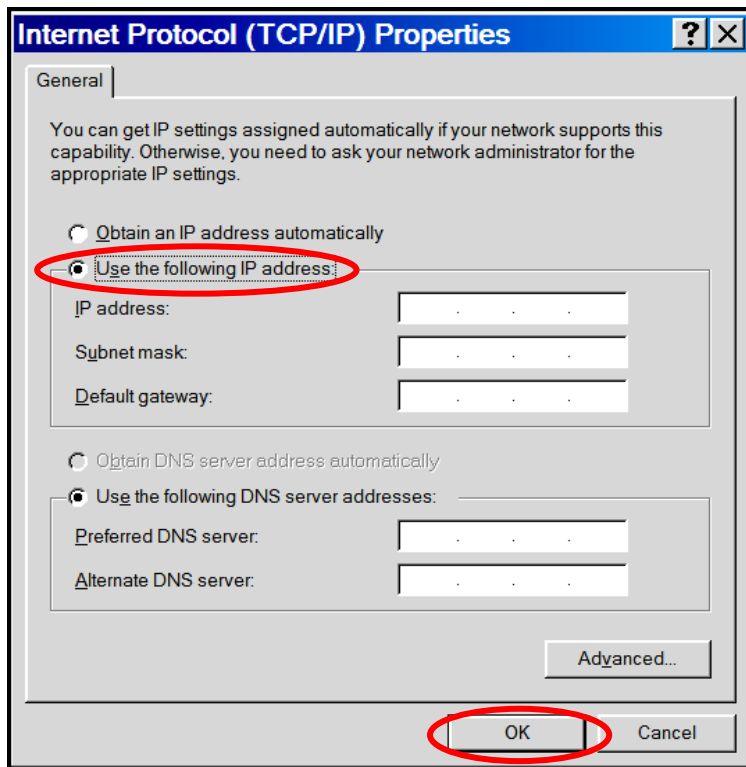 Internet Protocol (TCP/IP) Properties
?
General
You can get IP settings assigned automatically if your network supports this
capability. Otherwise, you need to ask your network administrator for the
appropriate IP settings.
Obtain an IP address automatically
Use the following IP address:
IP address: . . .
Subnet mask: . . .
Default gateway: . . .
Obtain DNS server address automatically
Use the following DNS server addresses:
Preferred DNS server: . . .
Alternate DNS server: . . .
Advanced...
OK Cancel